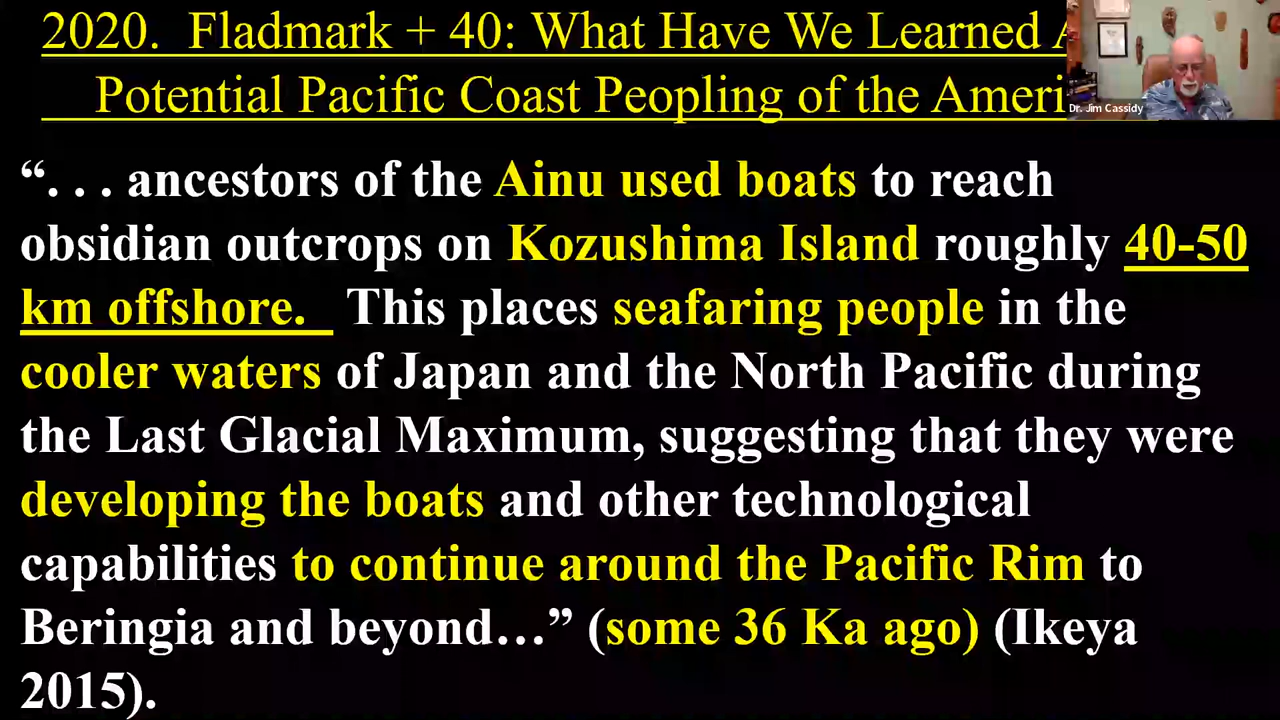 2020. Fladmark + 40: What Have We Learned
Potential Pacific Coast Peopling of the Ameri
Dr. Jim Cassidy
“. . . ancestors of the Ainu used boats to reach
obsidian outcrops on Kozushima Island roughly 40-50
km offshore. This places seafaring people in the
cooler waters of Japan and the North Pacific during
the Last Glacial Maximum, suggesting that they were
developing the boats and other technological
capabilities to continue around the Pacific Rim to
Beringia and beyond…” (some 36 Ka ago) (Ikeya
2015).